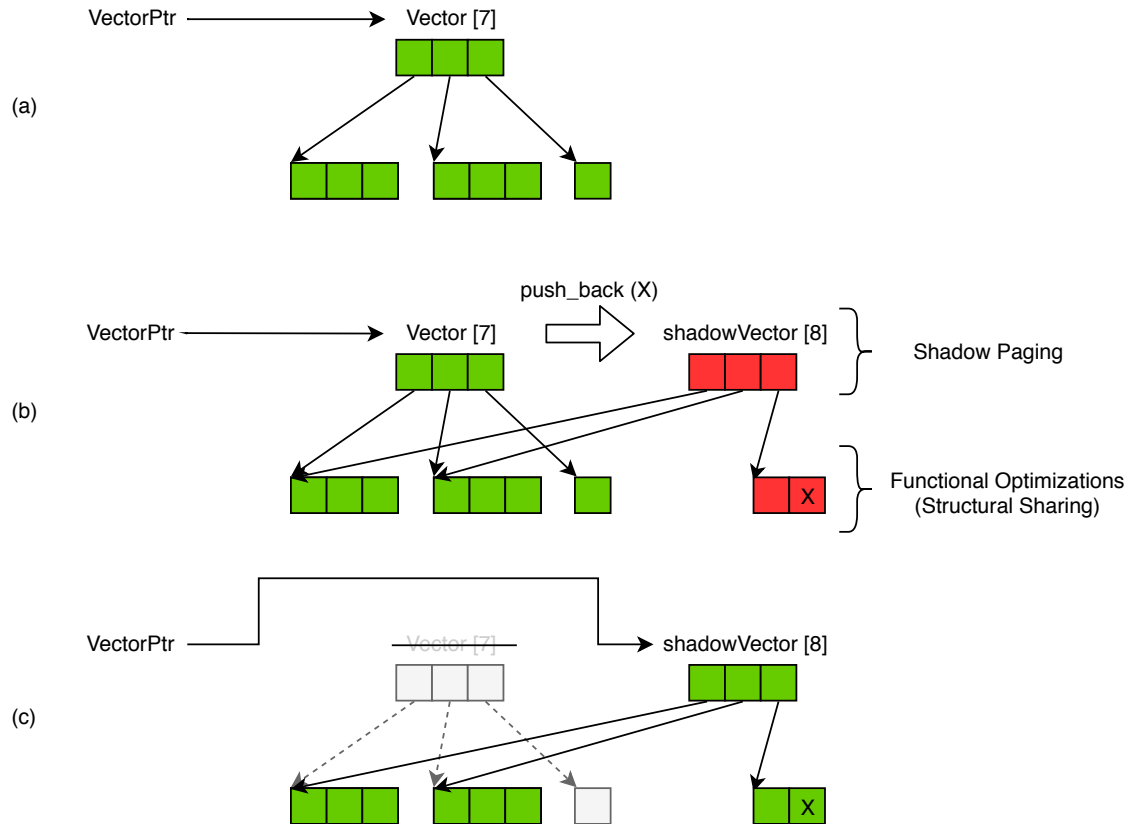 VectorPtr
Vector [7]
(a)
push_back (X)
VectorPtr
Vector [7]
shadowVector [8]
Shadow Paging
(b)
X
Functional Optimizations
(Structural Sharing)
VectorPtr
Vector [7]
shadowVector [8]
(c)
X